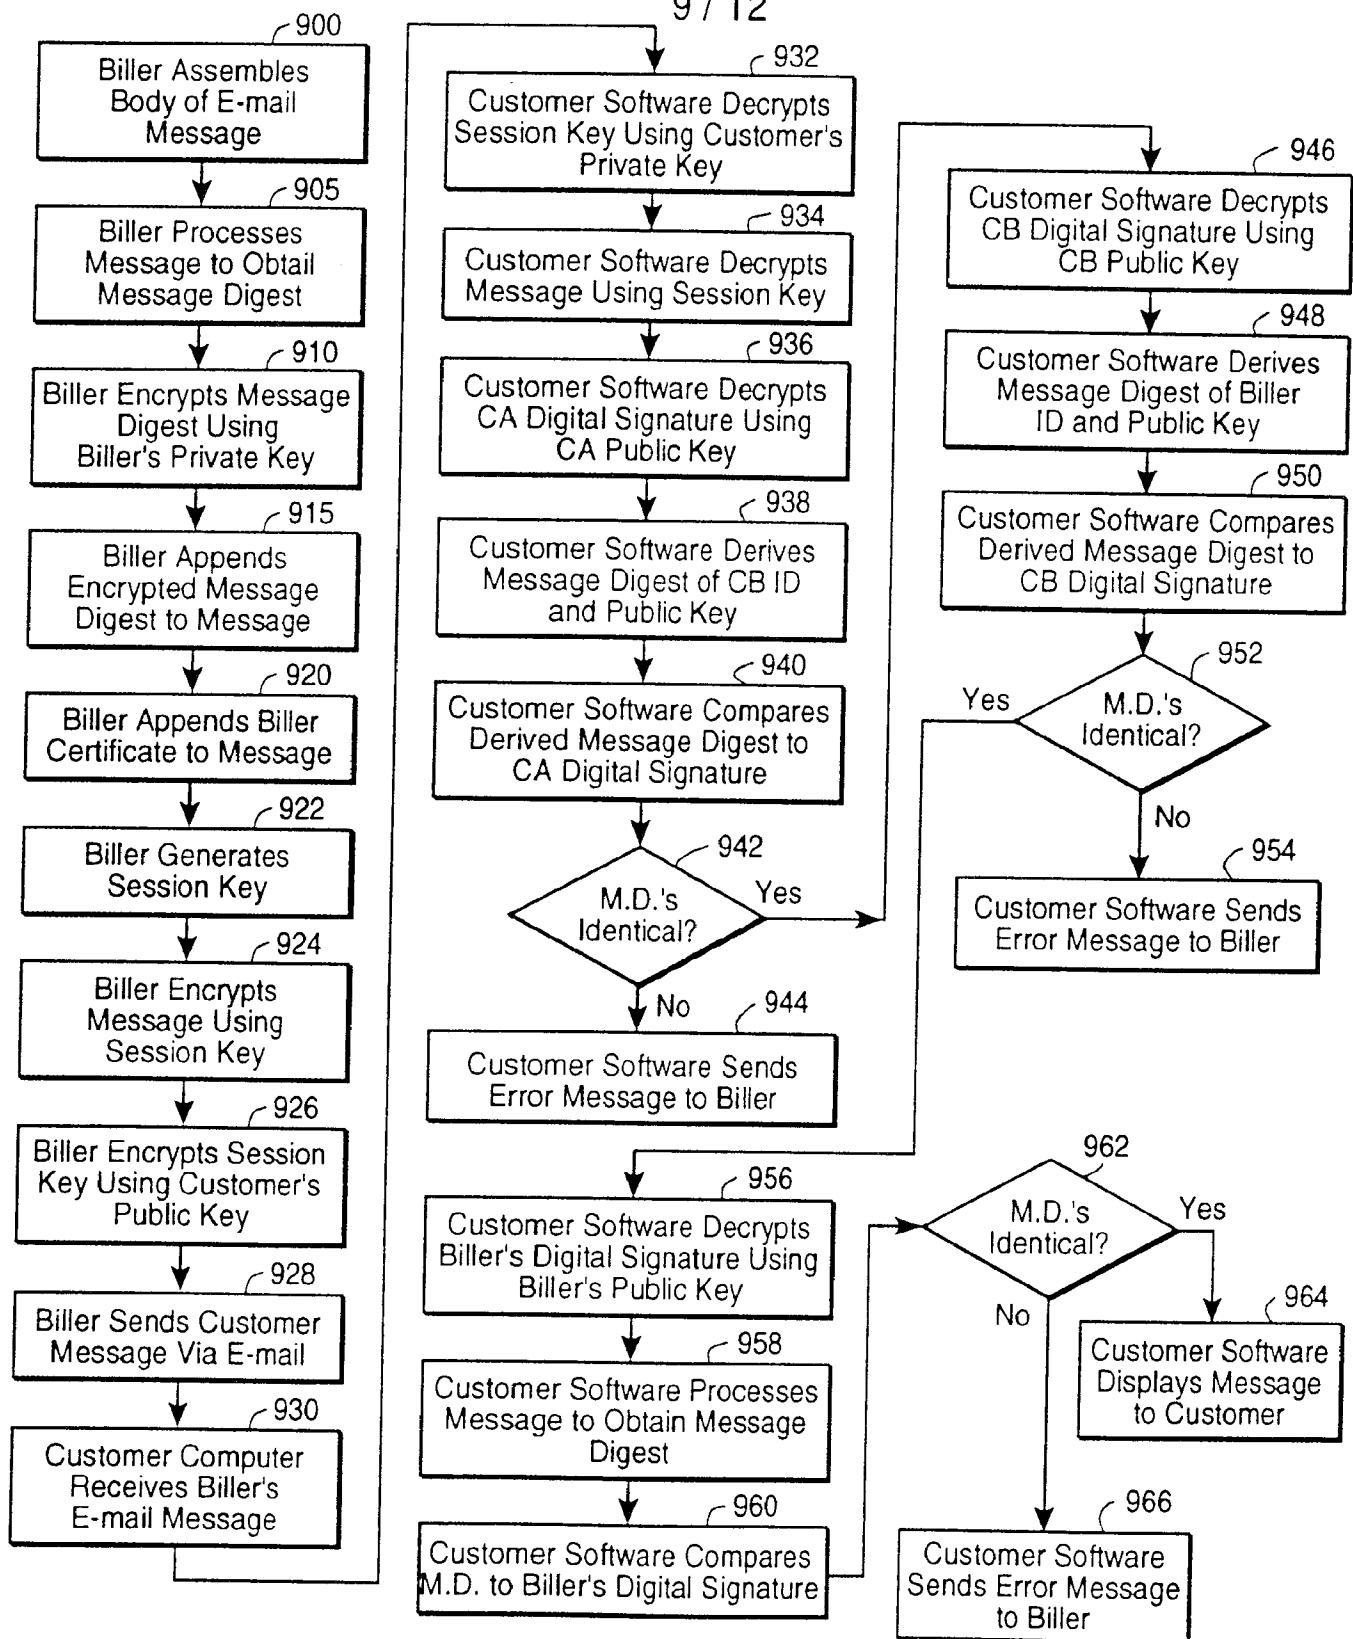 9 / 12
900
Biller Assembles
Body of E-mail
Message
905
Biller Processes
Message to Obtail
Message Digest
910
Biller Encrypts Message
Digest Using
Biller's Private Key
915
Biller Appends
Encrypted Message
Digest to Message
920
Biller Appends Biller
Certificate to Message
922
Biller Generates
Session Key
924
Biller Encrypts
Message Using
Session Key
926
Biller Encrypts Session
Key Using Customer's
Public Key
928
Biller Sends Customer
Message Via E-mail
930
Customer Computer
Receives Biller's
E-mail Message
932
Customer Software Decrypts
Session Key Using Customer's
Private Key
934
Customer Software Decrypts
Message Using Session Key
936
Customer Software Decrypts
CA Digital Signature Using
CA Public Key
938
Customer Software Derives
Message Digest of CB ID
and Public Key
940
Customer Software Compares
Derived Message Digest to
CA Digital Signature
942
M.D.'s
Identical?
Yes
No
944
Customer Software Sends
Error Message to Biller
946
Customer Software Decrypts
CB Digital Signature Using
CB Public Key
948
Customer Software Derives
Message Digest of Biller
ID and Public Key
950
Customer Software Compares
Derived Message Digest to
CB Digital Signature
952
M.D.'s
Identical?
Yes
No
954
Customer Software Sends
Error Message to Biller
956
Customer Software Decrypts
Biller's Digital Signature Using
Biller's Public Key
958
Customer Software Processes
Message to Obtain Message
Digest
960
Customer Software Compares
M.D. to Biller's Digital Signature
962
M.D.'s
Identical?
Yes
No
964
Customer Software
Displays Message
to Customer
966
Customer Software
Sends Error Message
to Biller